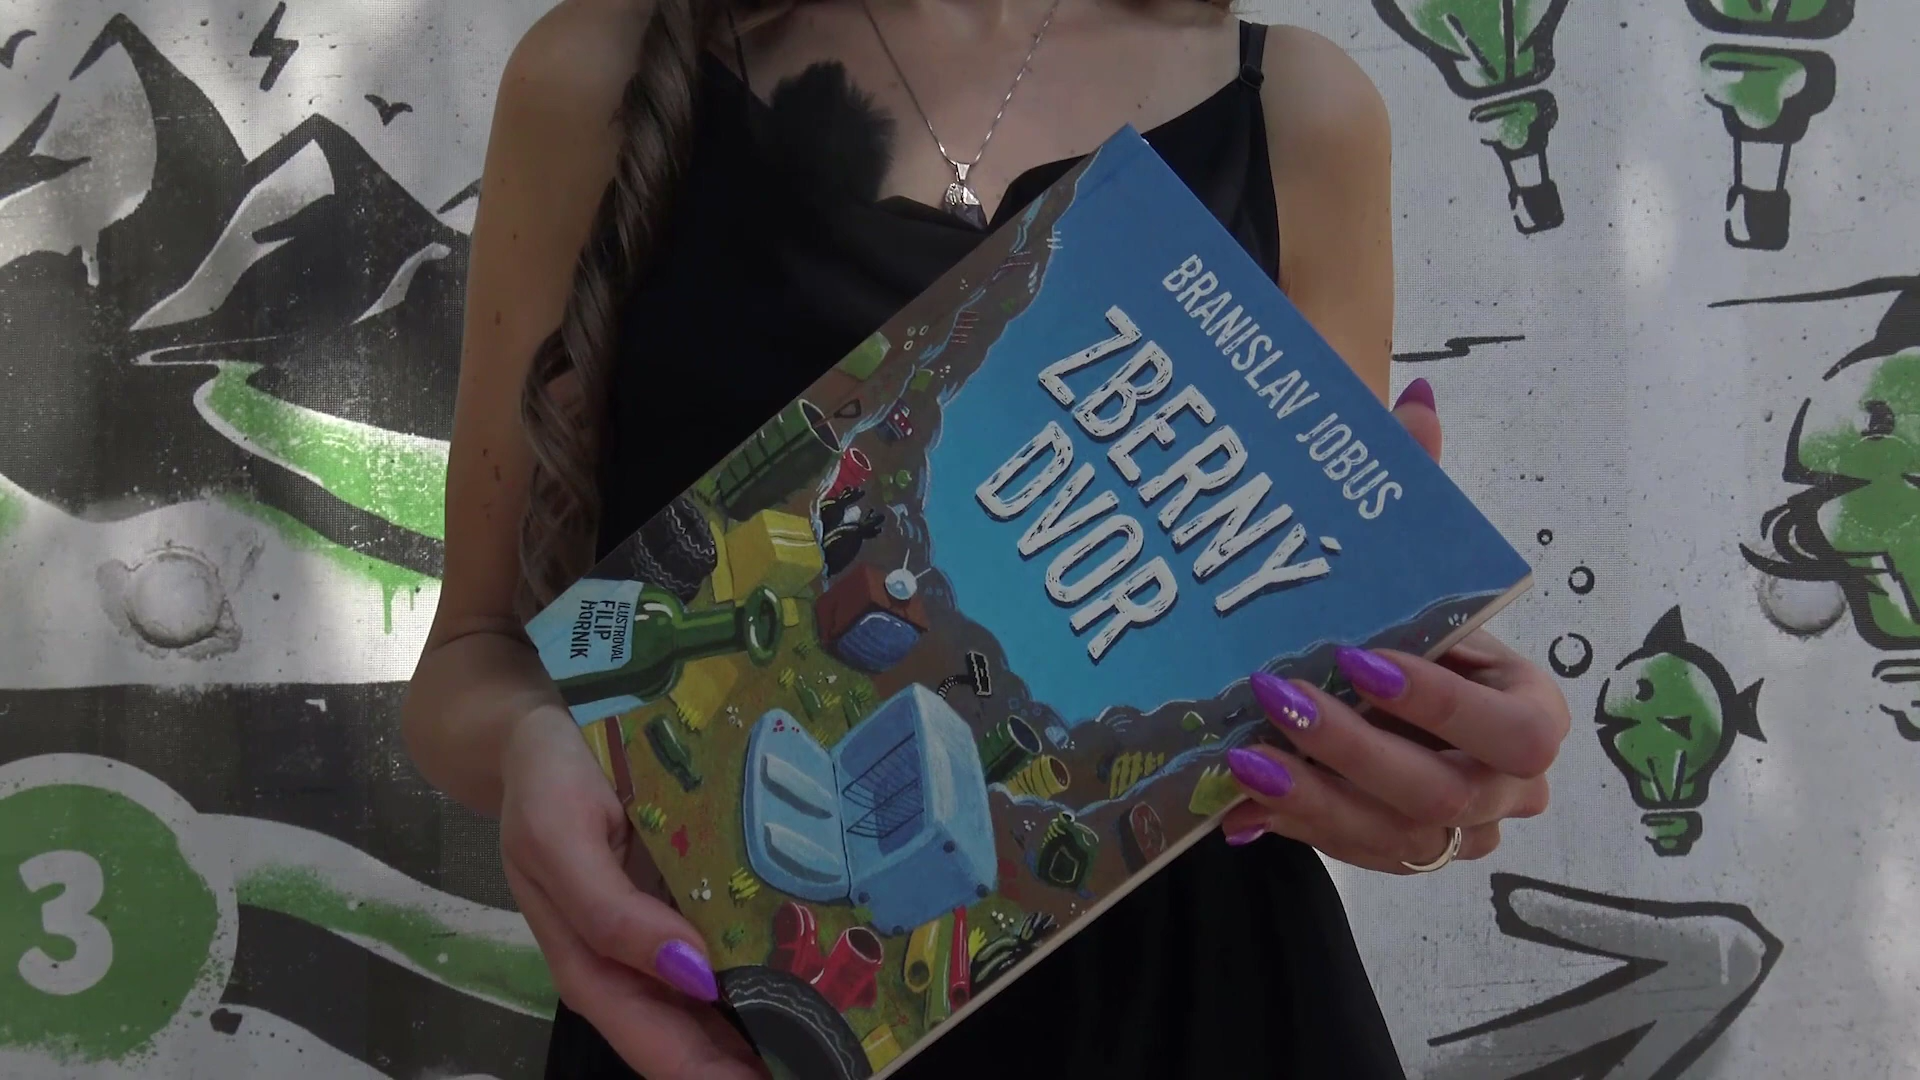 BRANISLAV JOBUS
ZBERNÝ
DVOR
ILUSTROVAL
FILIP
HORNÍK
3